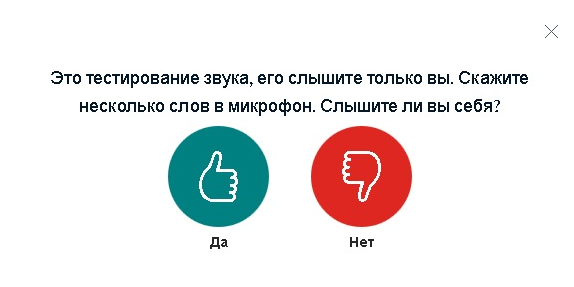 Это тестирование звука, его слышите только вы. Скажите
несколько слов в микрофон. Слышите ли вы себя?
Да
Нет